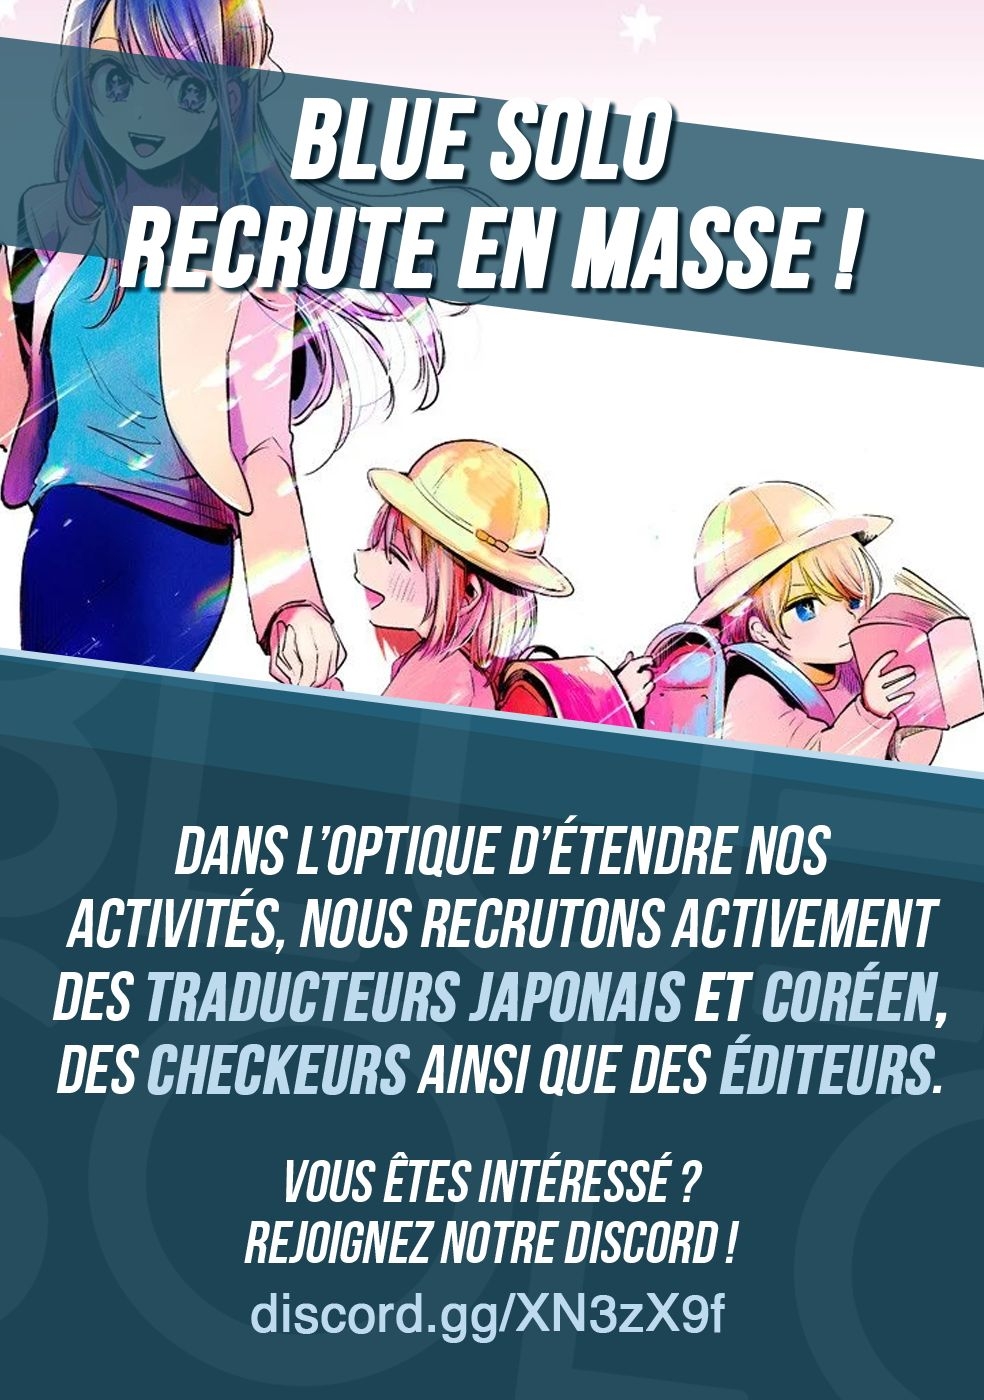 BLUE SOLO
RECRUTE EN MASSE !
DANS L'OPTIQUE D'ÉTENDRE NOS
ACTIVITÉS, NOUS RECRUTONS ACTIVEMENT
DES TRADUCTEURS JAPONAIS ET CORÉEN,
DES CHECKEURS AINSI QUE DES ÉDITEURS.
VOUS ÊTES INTÉRESSÉ ?
REJOIGNEZ NOTRE DISCORD !
discord.gg/XN3zX9f